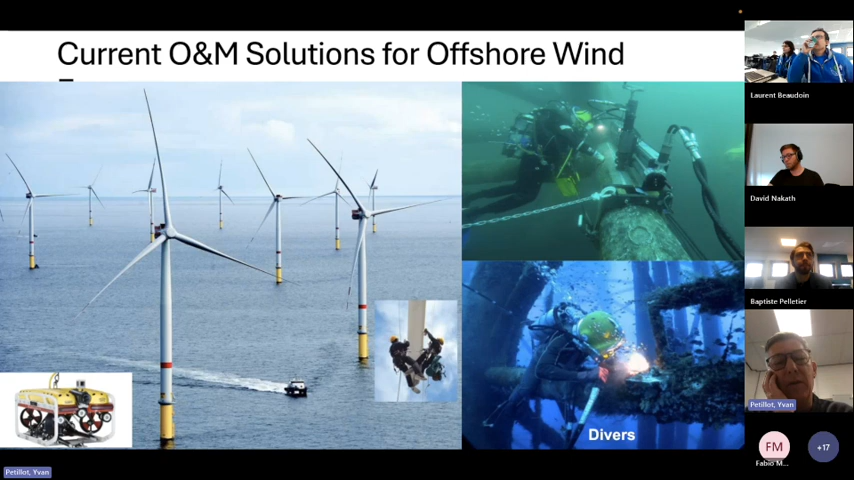 Current O&M Solutions for Offshore Wind
Divers
Petillot, Yvan
Laurent Beaudoin
David Nakath
Baptiste Pelletier
Petillot, Yvan
FM
Fabio M...
+17